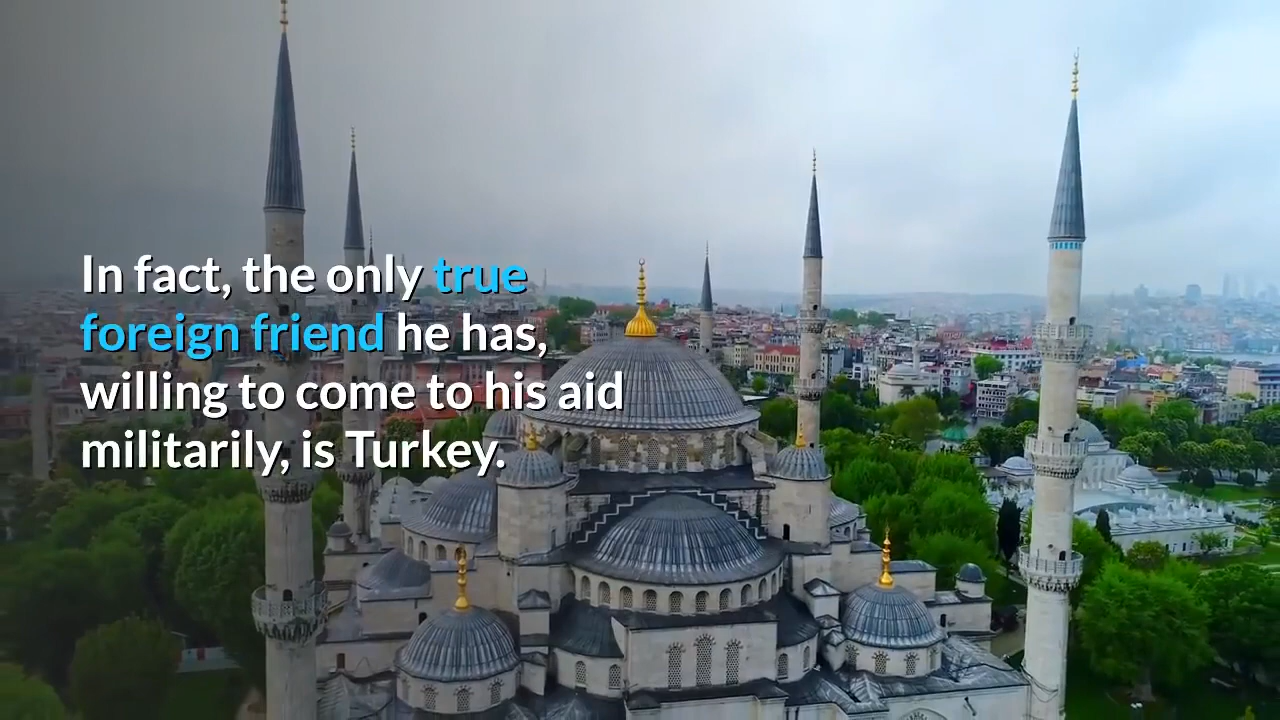 In fact, the only true
foreign friend he has,
willing to come to his aid
militarily, is Turkey.